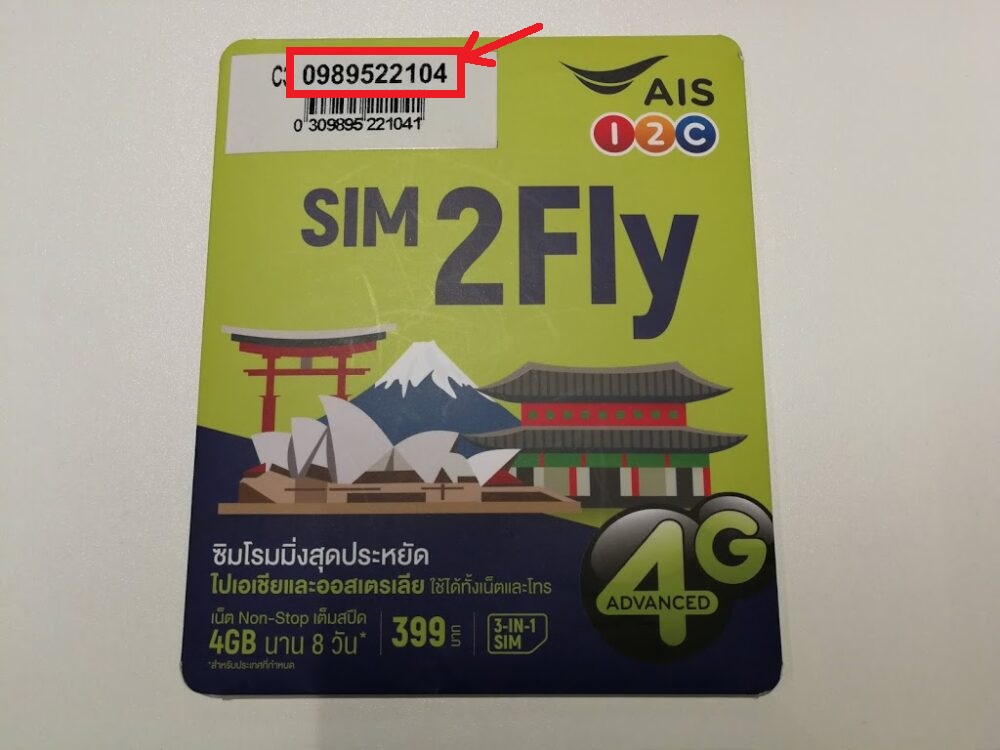 C3 0989522104
0 309895 221041
AIS
12C
SIM 2Fly
4G
ADVANCED
ซิมโรมมิ่งสุดประหยัด
ไปเอเชียและออสเตรเลีย ใช้ได้ทั้งเน็ตและโทร
เน็ต Non-Stop เต็มสปีด
4GB นาน 8 วัน*
399 บาท
3-IN-1
SIM
*สำหรับประเทศที่กำหนด